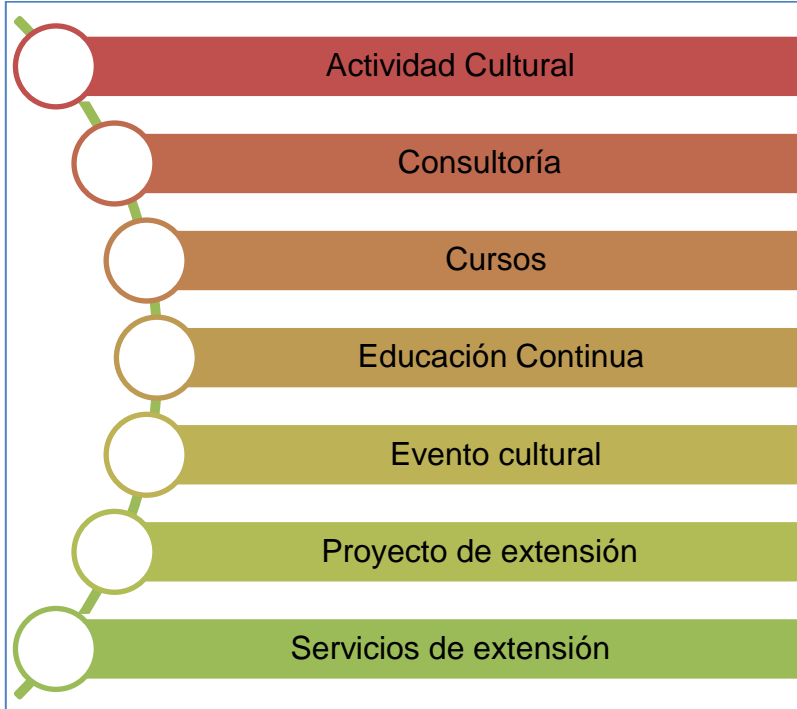 Actividad Cultural
Consultoría
Cursos
Educación Continua
Evento cultural
Proyecto de extensión
Servicios de extensión